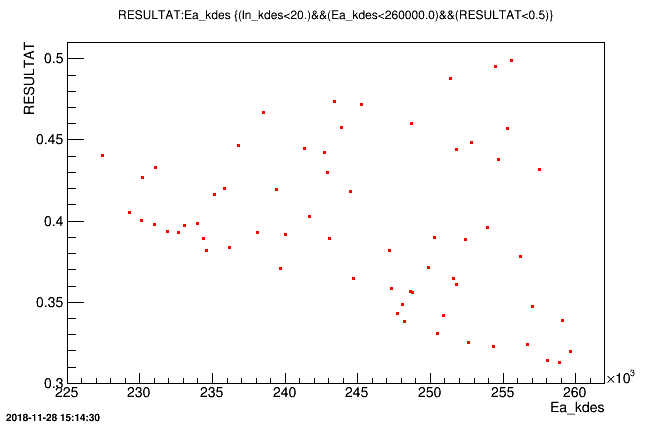 RESULTAT:Ea_kdes {(ln_kdes<20.)&&(Ea_kdes<260000.0)&&(RESULTAT<0.5)}
RESULTAT
0.5
0.45
0.4
0.35
0.3
225 230 235 240 245 250 255 260
×10³
Ea_kdes
2018-11-28 15:14:30